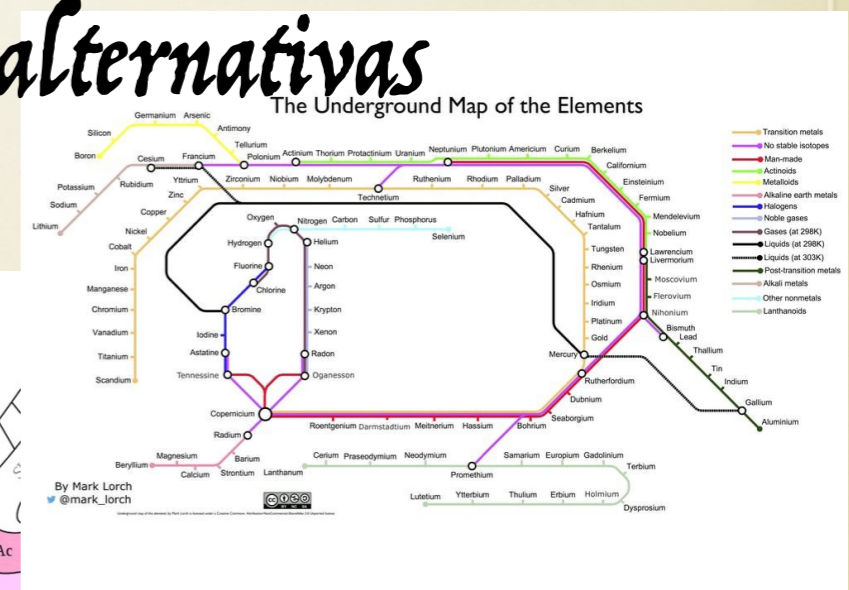 alternativas
The Underground Map of the Elements
Germanium Arsenic
Silicon Antimony
Boron Tellurium
Cesium Francium Polonium Actinium Thorium Protactinium Uranium Neptunium Plutonium Americium Curium Berkelium
Californium
Potassium Rubidium Yttrium Zirconium Niobium Molybdenum Technetium Ruthenium Rhodium Palladium Silver Einsteinium
Sodium Zinc Cadmium Fermium
Lithium Copper Oxygen Nitrogen Carbon Sulfur Phosphorus Hafnium Mendelevium
Nickel Selenium Tantalum Nobelium
Cobalt Hydrogen Helium Tungsten Lawrencium
Livermorium
Iron Fluorine Neon Rhenium Moscovium
Manganese Chlorine Argon Osmium Flerovium
Chromium Bromine Krypton Iridium Nihonium
Vanadium Iodine Xenon Platinum Bismuth
Gold Lead
Titanium Astatine Radon Mercury Thallium
Scandium Tennessine Oganesson Rutherfordium Tin
Indium
Dubnium Gallium
Copernicium Roentgenium Darmstadtium Meitnerium Hassium Bohrium Seaborgium Aluminium
Radium
Beryllium Magnesium Barium Lanthanum Cerium Praseodymium Neodymium Samarium Europium Gadolinium
Calcium Strontium Promethium Terbium
Lutetium Ytterbium Thulium Erbium Holmium Dysprosium
Transition metals
No stable isotopes
Man-made
Actinoids
Metalloids
Alkaline earth metals
Halogens
Noble gases
Gases (at 298K)
Liquids (at 298K)
Liquids (at 303K)
Post-transition metals
Alkali metals
Other nonmetals
Lanthanoids
By Mark Lorch
@mark_lorch
Ac